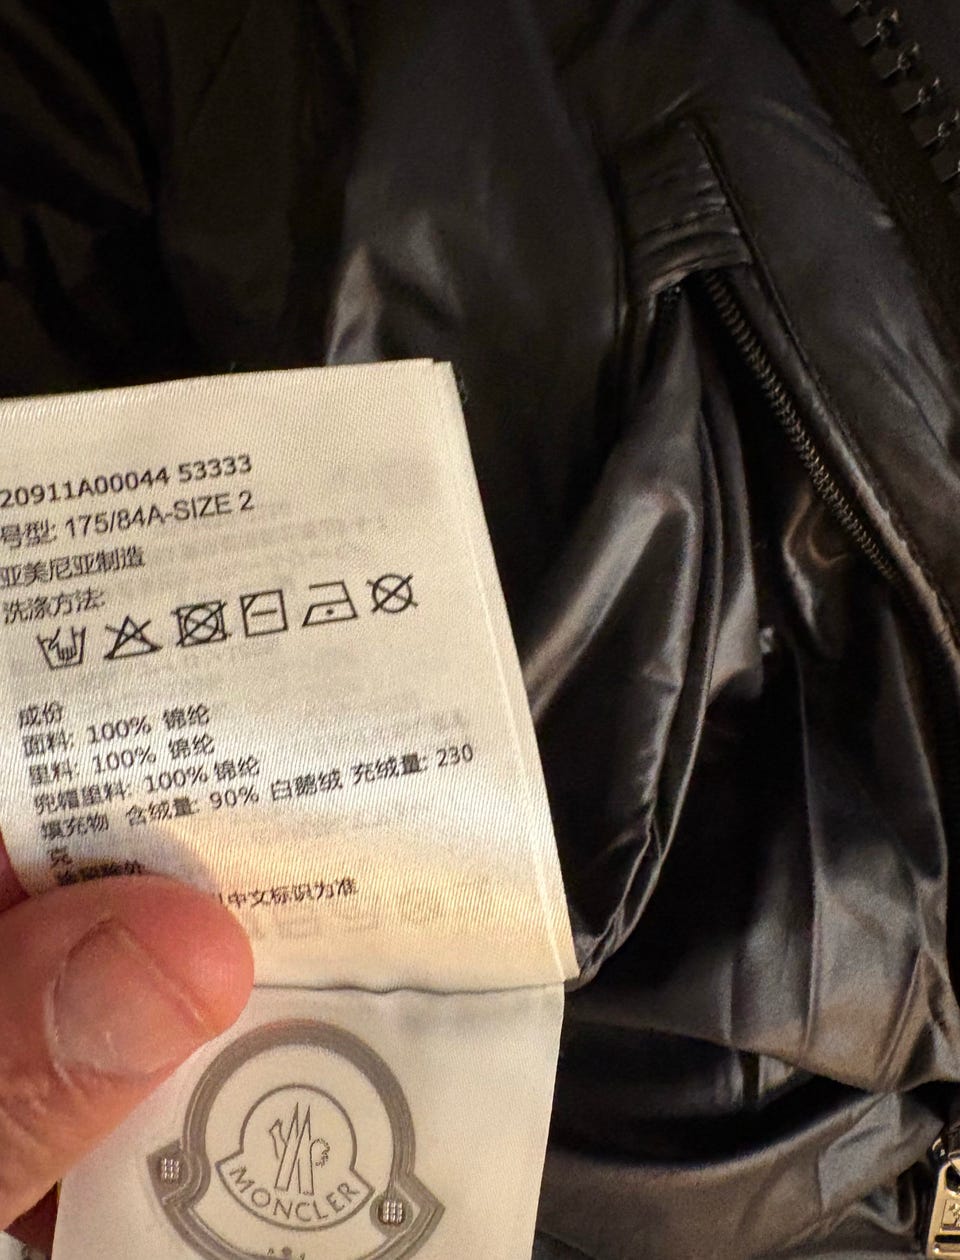 20911A00044 53333
号型: 175/84A-SIZE 2
亚美尼亚制造
洗涤方法:
成份
面料: 100% 锦纶
里料: 100% 锦纶
兜帽里料: 100% 锦纶
填充物 含绒量: 90% 白鹅绒 充绒量: 230
克
中文标识为准
MONCLER